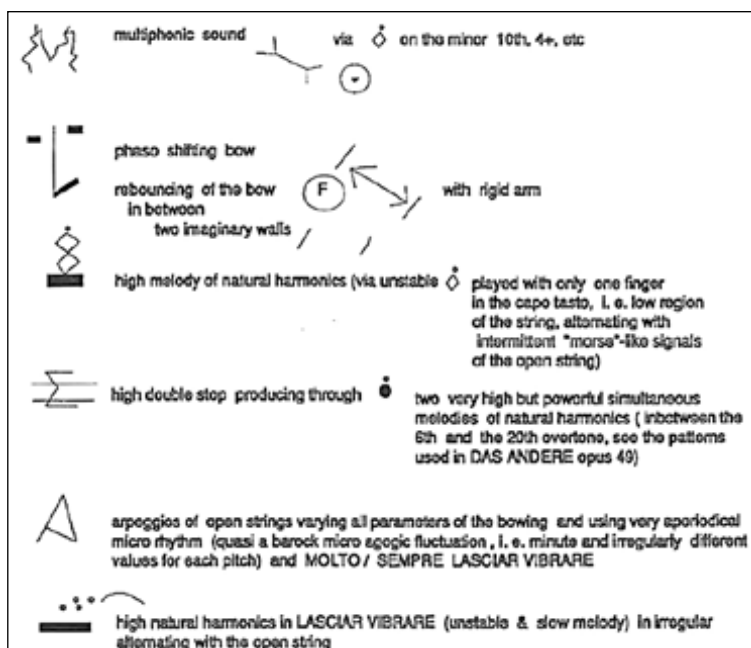 multiphonic sound via on the minor 10th, 4+, etc
phase shifting bow
rebouncing of the bow
in between
two imaginary walls
F
with rigid arm
high melody of natural harmonics (via unstable
played with only one finger
in the capo tasto, i. e. low region
of the string, alternating with
intermittent "morse"-like signals
of the open string)
high double stop producing through
two very high but powerful simultaneous
melodies of natural harmonics ( inbetween the
6th and the 20th overtone, see the patterns
used in DAS ANDERE opus 49)
arpeggios of open strings varying all parameters of the bowing and using very aperiodical
micro rhythm (quasi a barock micro agogic fluctuation , i. e. minute and irregularly different
values for each pitch) and MOLTO / SEMPRE LASCIAR VIBRARE
high natural harmonics in LASCIAR VIBRARE (unstable & slow melody) in irregular
alternating with the open string